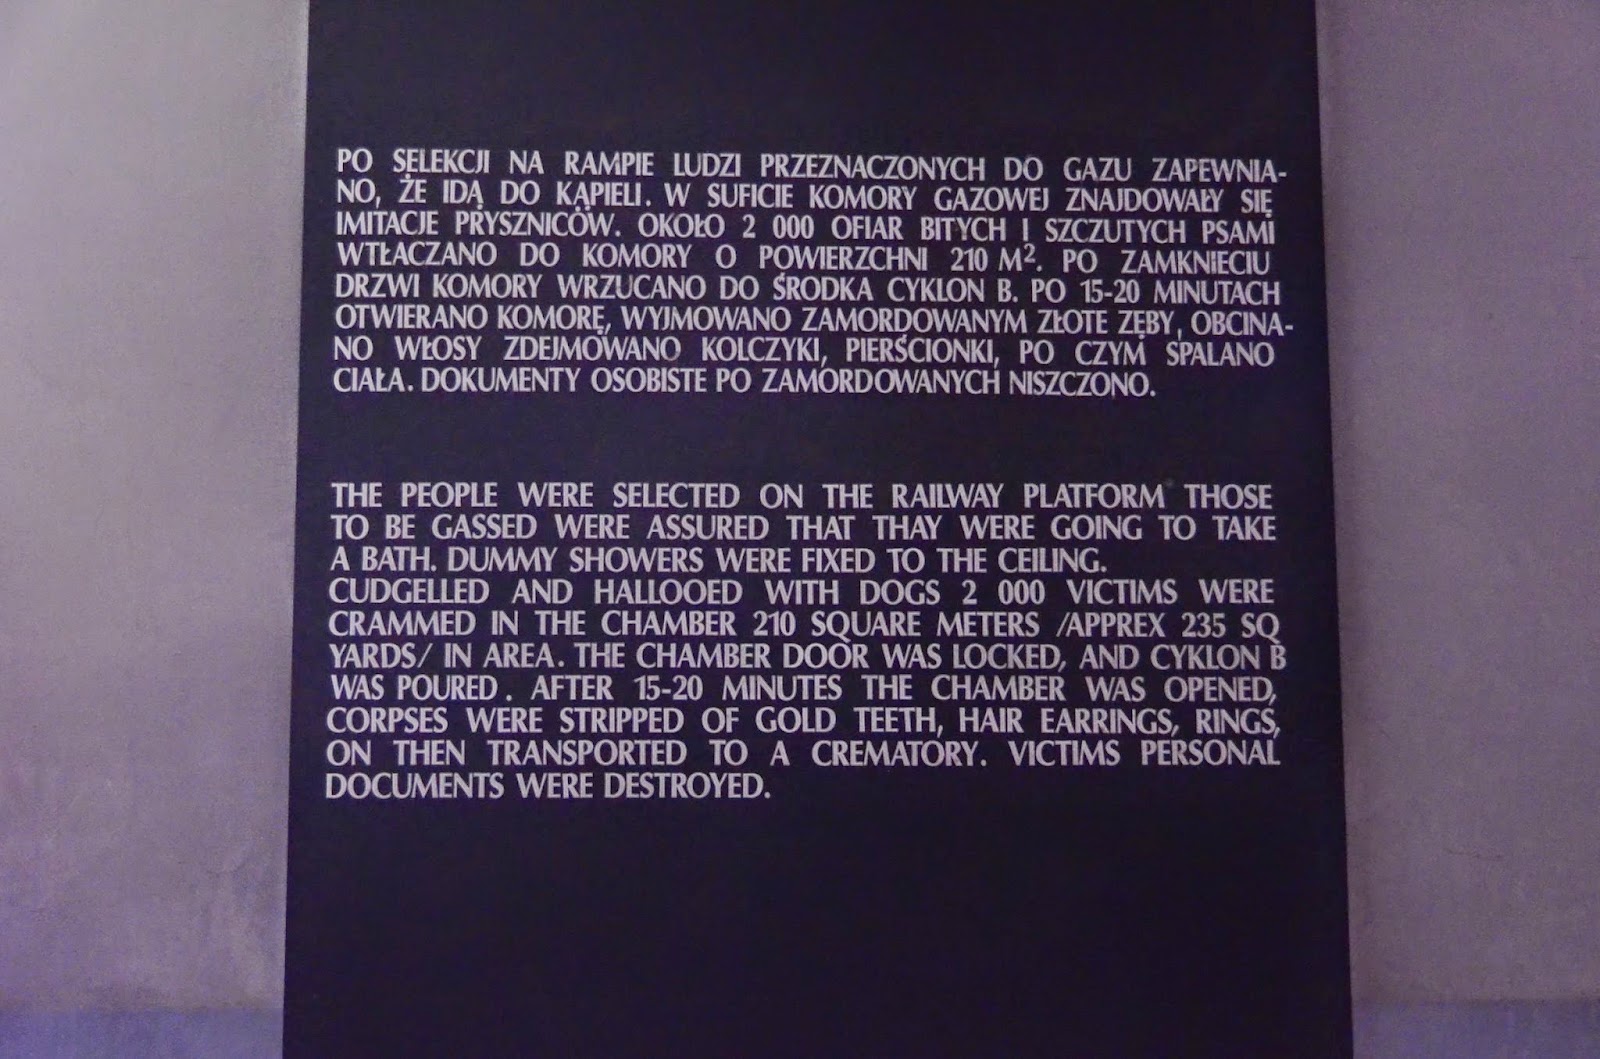 PO SELEKCJI NA RAMPIE LUDZI PRZEZNACZONYCH DO GAZU ZAPEWNIA-
NO, ŻE IDĄ DO KĄPIELI. W SUFICIE KOMORY GAZOWEJ ZNAJDOWAŁY SIĘ
IMITACJE PRYSZNICÓW. OKOŁO 2 000 OFIAR BITYCH I SZCZUTYCH PSAMI
WTŁACZANO DO KOMORY O POWIERZCHNI 210 M². PO ZAMKNIECIU
DRZWI KOMORY WRZUCANO DO ŚRODKA CYKLON B. PO 15-20 MINUTACH
OTWIERANO KOMORĘ, WYJMOWANO ZAMORDOWANYM ZŁOTE ZĘBY, OBCINA-
NO WŁOSY ZDEJMOWANO KOLCZYKI, PIERŚCIONKI, PO CZYM SPALANO
CIAŁA. DOKUMENTY OSOBISTE PO ZAMORDOWANYCH NISZCZONO.
THE PEOPLE WERE SELECTED ON THE RAILWAY PLATFORM THOSE
TO BE GASSED WERE ASSURED THAT THAY WERE GOING TO TAKE
A BATH. DUMMY SHOWERS WERE FIXED TO THE CEILING.
CUDGELLED AND HALLOOED WITH DOGS 2 000 VICTIMS WERE
CRAMMED IN THE CHAMBER 210 SQUARE METERS /APPREX 235 SQ
YARDS/ IN AREA. THE CHAMBER DOOR WAS LOCKED, AND CYKLON B
WAS POURED. AFTER 15-20 MINUTES THE CHAMBER WAS OPENED,
CORPSES WERE STRIPPED OF GOLD TEETH, HAIR EARRINGS, RINGS,
ON THEN TRANSPORTED TO A CREMATORY. VICTIMS PERSONAL
DOCUMENTS WERE DESTROYED.